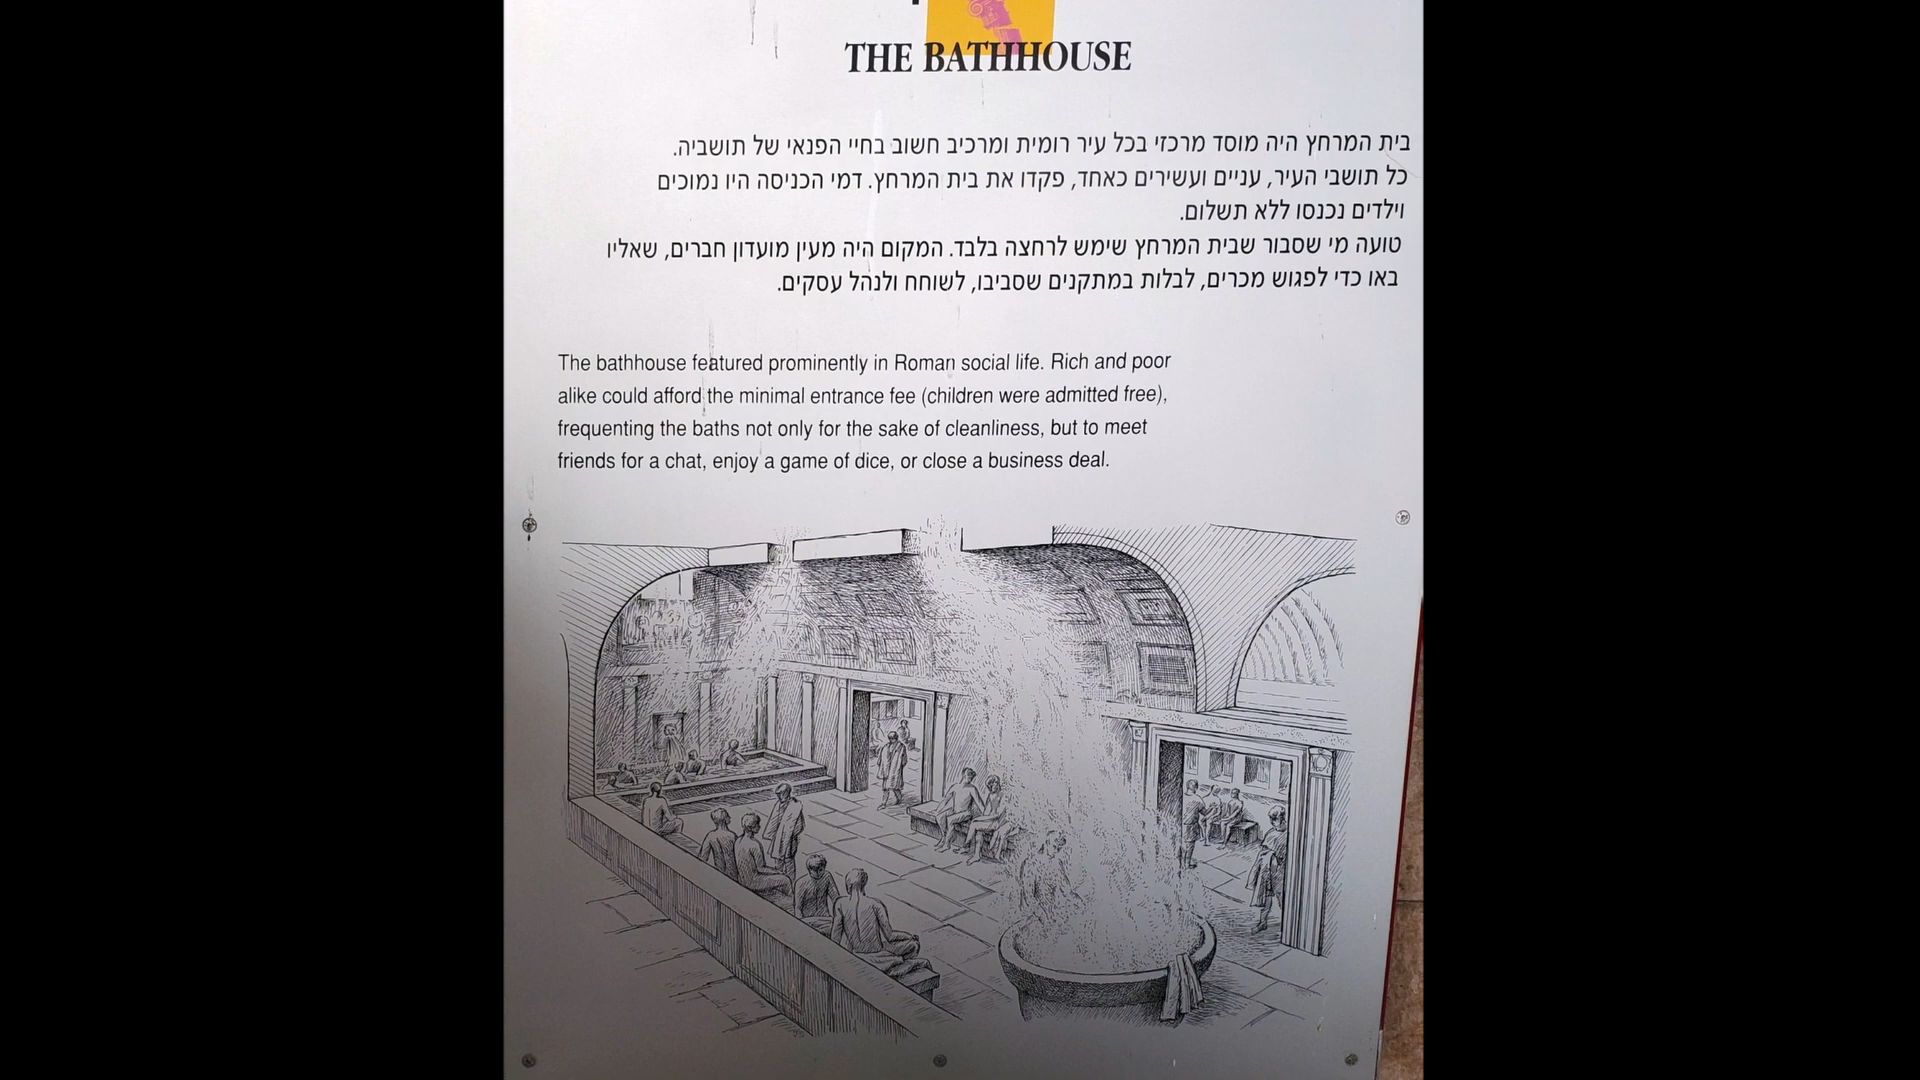 THE BATHHOUSE
בית המרחץ היה מוסד מרכזי בכל עיר רומית ומרכיב חשוב בחיי הפנאי של תושביה.
כל תושבי העיר, עניים ועשירים כאחד, פקדו את בית המרחץ. דמי הכניסה היו נמוכים
וילדים נכנסו ללא תשלום.
טועה מי שסבור שבית המרחץ שימש לרחצה בלבד. המקום היה מעין מועדון חברים, שאליו
באו כדי לפגוש מכרים, לבלות במתקנים שסביבו, לשוחח ולנהל עסקים.
The bathhouse featured prominently in Roman social life. Rich and poor
alike could afford the minimal entrance fee (children were admitted free),
frequenting the baths not only for the sake of cleanliness, but to meet
friends for a chat, enjoy a game of dice, or close a business deal.